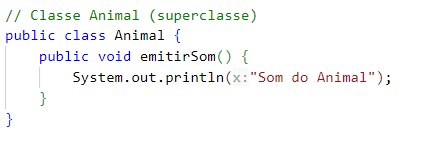 // Classe Animal (superclasse)
public class Animal {
    public void emitirSom() {
        System.out.println(x:"Som do Animal");
    }
}